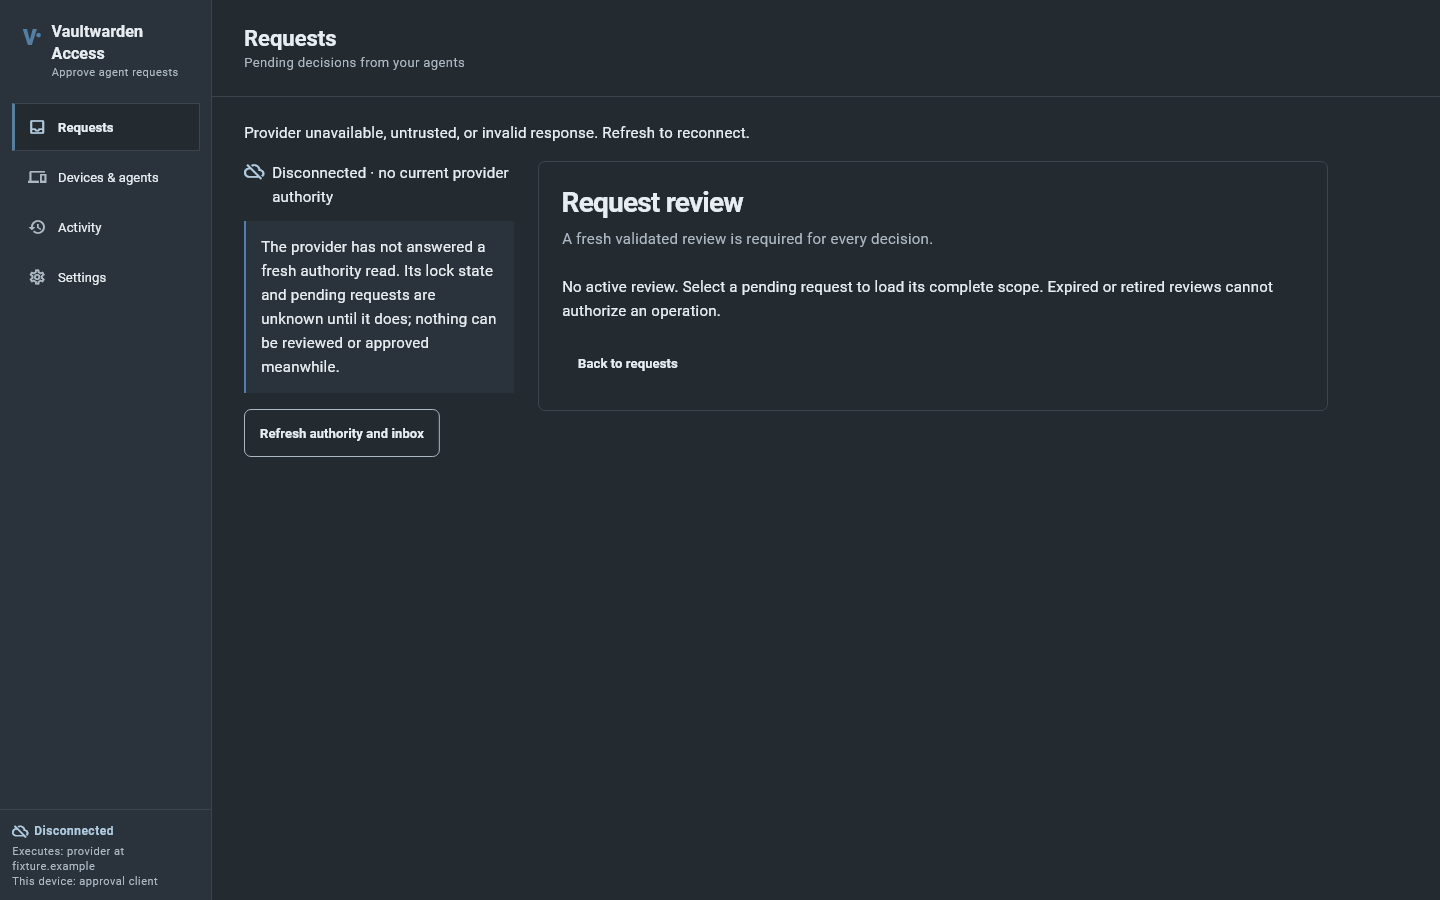 Vaultwarden
Access
Approve agent requests
Requests
Devices & agents
Activity
Settings
Disconnected
Executes: provider at
fixture.example
This device: approval client
Requests
Pending decisions from your agents
Provider unavailable, untrusted, or invalid response. Refresh to reconnect.
Disconnected · no current provider
authority
The provider has not answered a
fresh authority read. Its lock state
and pending requests are
unknown until it does; nothing can
be reviewed or approved
meanwhile.
Refresh authority and inbox
Request review
A fresh validated review is required for every decision.
No active review. Select a pending request to load its complete scope. Expired or retired reviews cannot
authorize an operation.
Back to requests